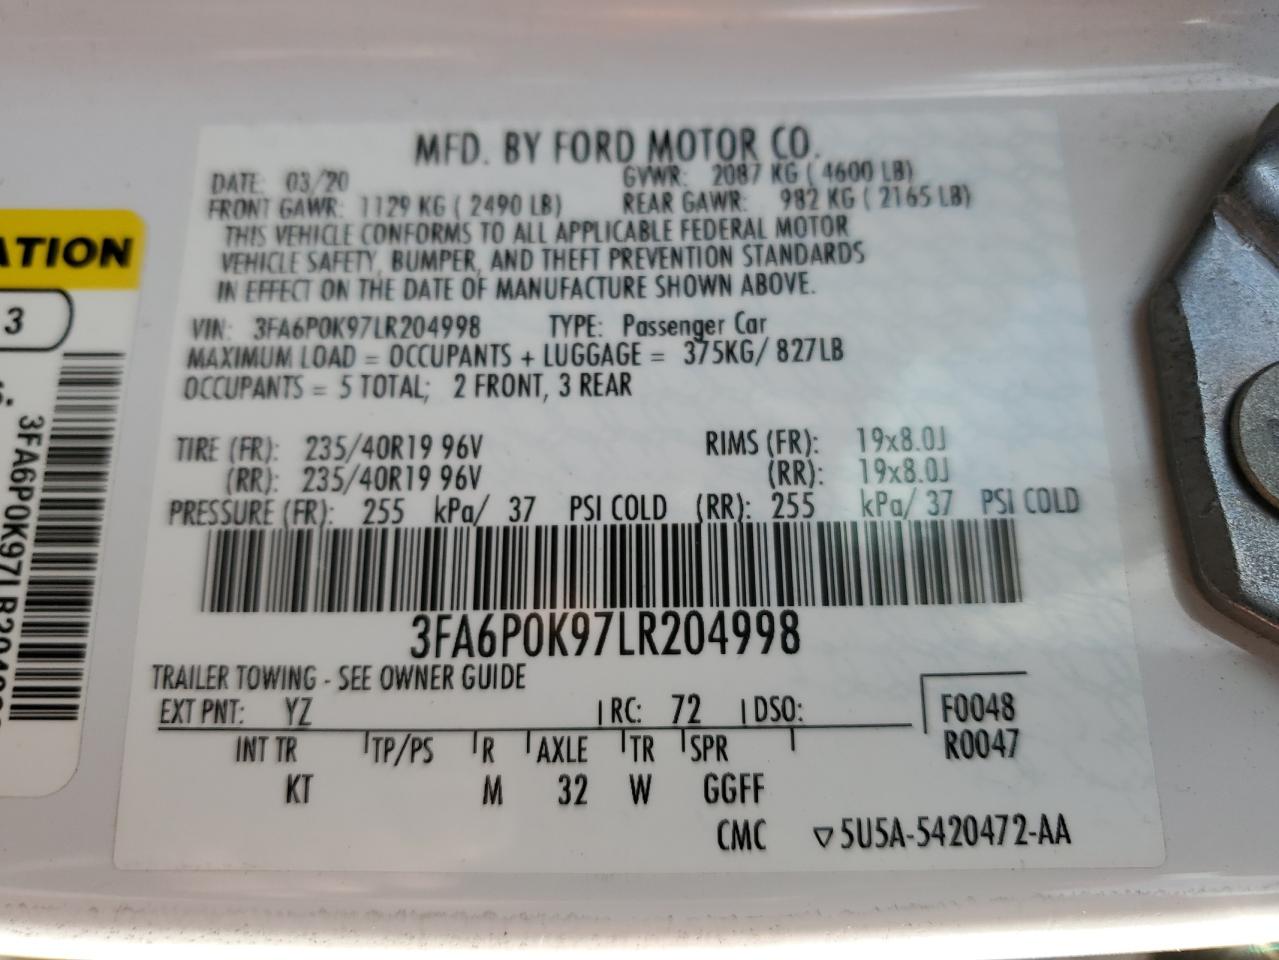 MFD. BY FORD MOTOR CO.
DATE: 03/20 GVWR: 2087 KG ( 4600 LB)
FRONT GAWR: 1129 KG ( 2490 LB) REAR GAWR: 982 KG ( 2165 LB)
THIS VEHICLE CONFORMS TO ALL APPLICABLE FEDERAL MOTOR
VEHICLE SAFETY, BUMPER, AND THEFT PREVENTION STANDARDS
IN EFFECT ON THE DATE OF MANUFACTURE SHOWN ABOVE.
VIN: 3FA6P0K97LR204998 TYPE: Passenger Car
MAXIMUM LOAD = OCCUPANTS + LUGGAGE = 375KG/ 827LB
OCCUPANTS = 5 TOTAL; 2 FRONT, 3 REAR
TIRE (FR): 235/40R19 96V RIMS (FR): 19x8.0J
(RR): 235/40R19 96V (RR): 19x8.0J
PRESSURE (FR): 255 kPa/ 37 PSI COLD (RR): 255 kPa/ 37 PSI COLD
3FA6P0K97LR204998
TRAILER TOWING - SEE OWNER GUIDE
EXT PNT: YZ RC: 72 DSO: F0048
INT TR TP/PS R AXLE TR SPR R0047
KT M 32 W GGFF
CMC ▽5U5A-5420472-AA
ATION
3
3FA6P0K97LR20499